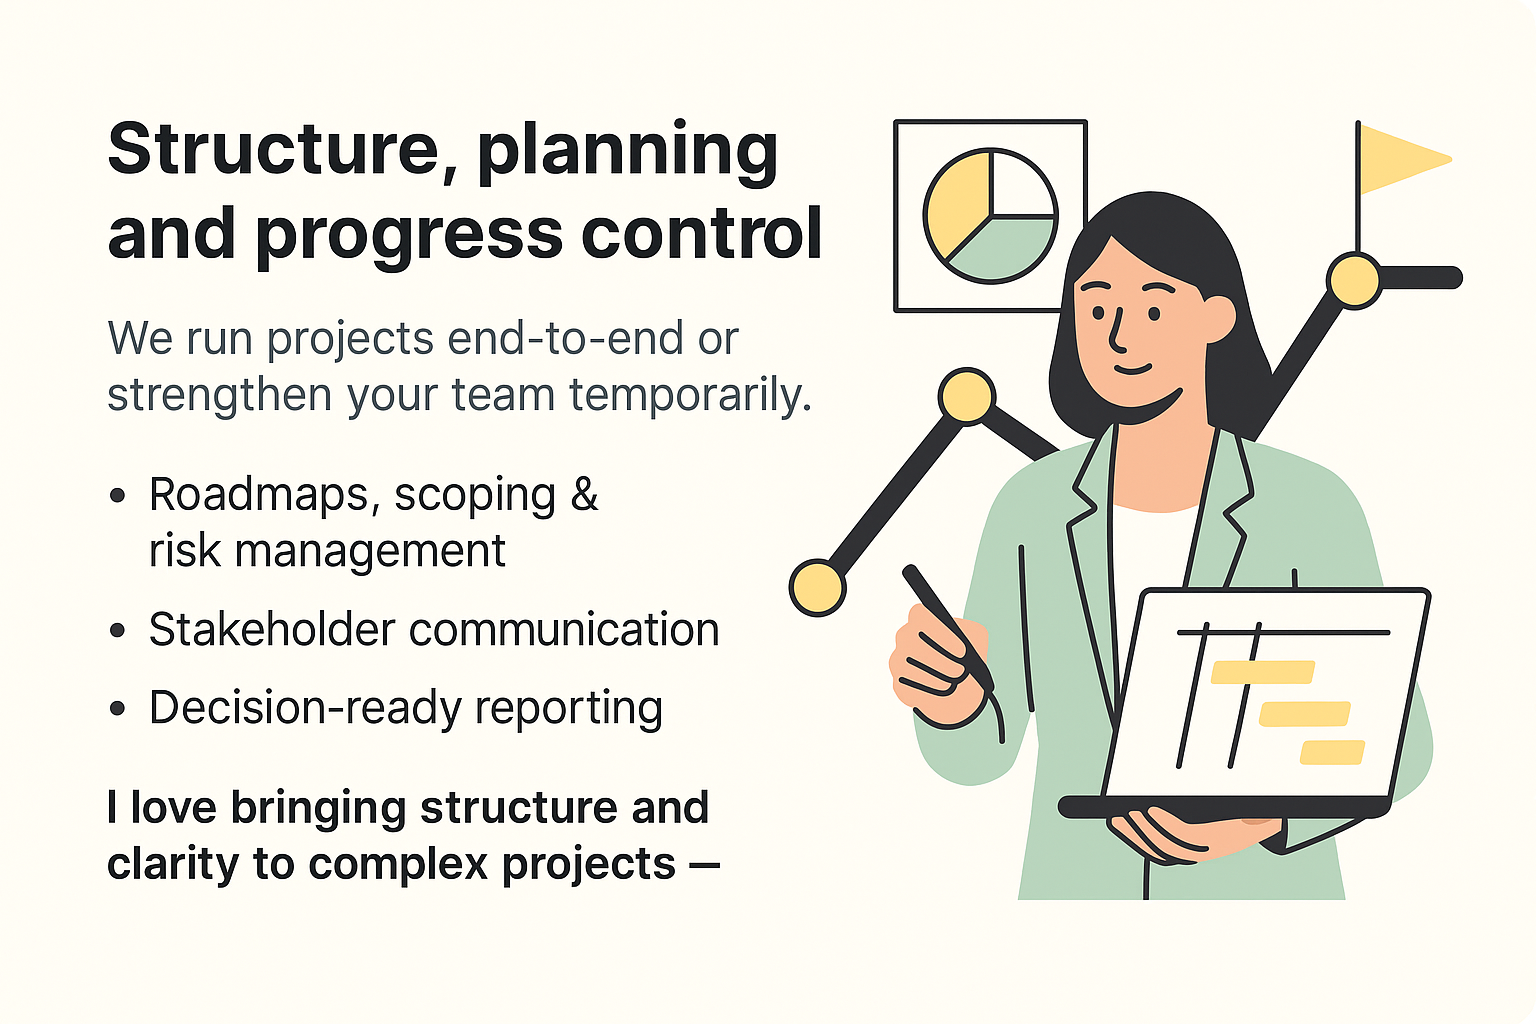 Structure, planning
and progress control
We run projects end-to-end or
strengthen your team temporarily.
• Roadmaps, scoping &
risk management
• Stakeholder communication
• Decision-ready reporting
I love bringing structure and
clarity to complex projects —